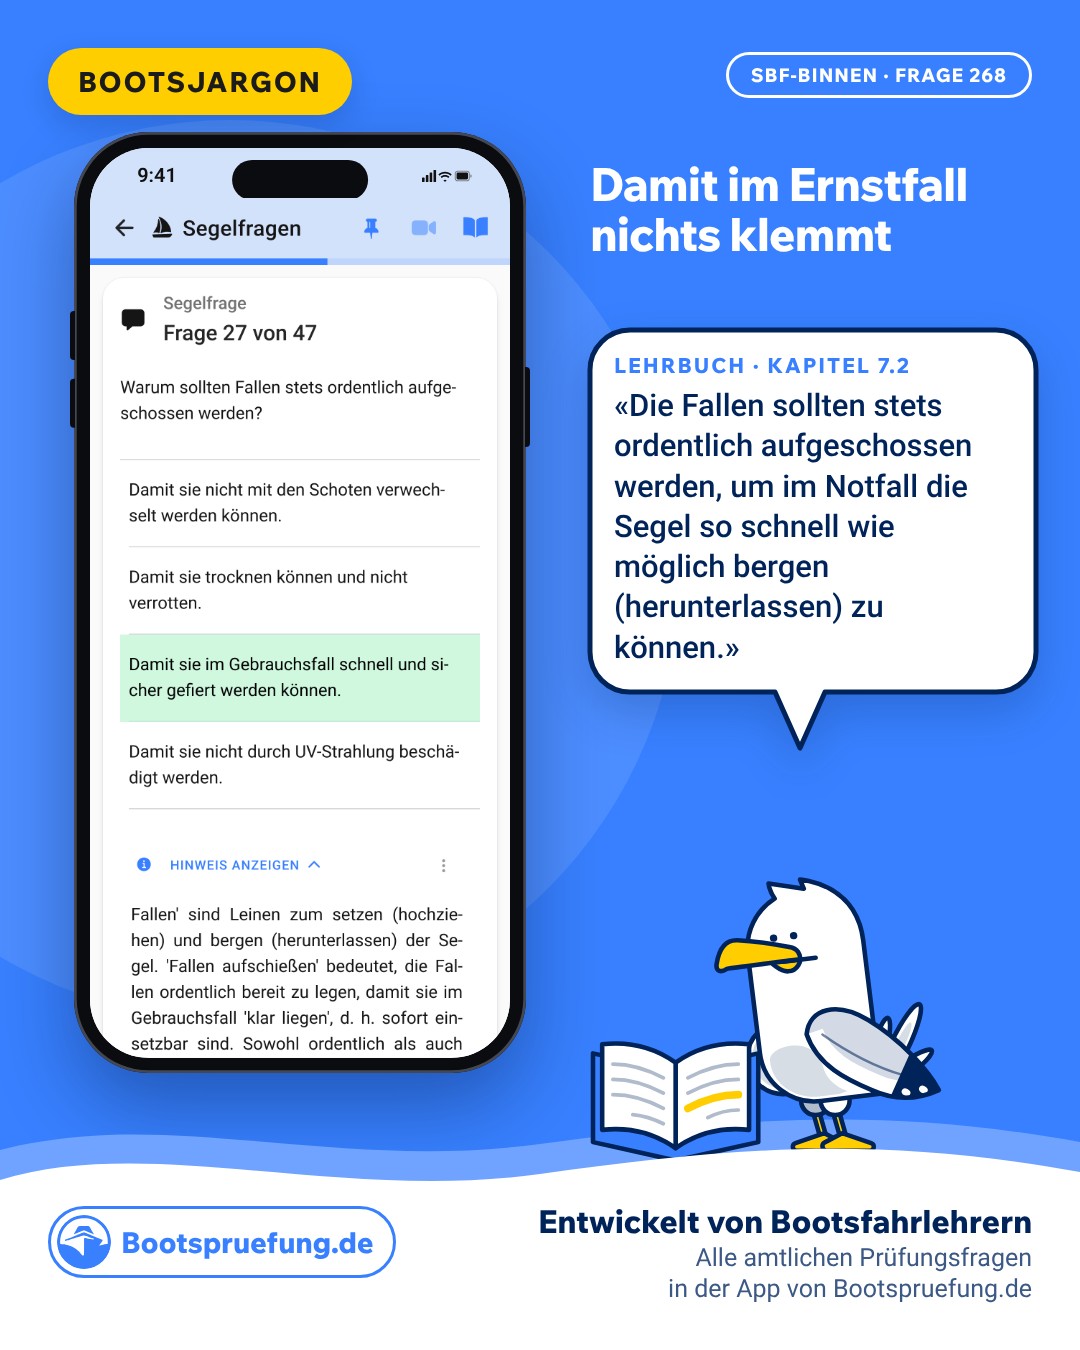 BOOTSJARGON
SBF-BINNEN · FRAGE 268
9:41
Segelfragen
Segelfrage
Frage 27 von 47
Warum sollten Fallen stets ordentlich aufge-
schossen werden?
Damit sie nicht mit den Schoten verwech-
selt werden können.
Damit sie trocknen können und nicht
verrotten.
Damit sie im Gebrauchsfall schnell und si-
cher gefiert werden können.
Damit sie nicht durch UV-Strahlung beschä-
digt werden.
HINWEIS ANZEIGEN
Fallen' sind Leinen zum setzen (hochzie-
hen) und bergen (herunterlassen) der Se-
gel. 'Fallen aufschießen' bedeutet, die Fal-
len ordentlich bereit zu legen, damit sie im
Gebrauchsfall 'klar liegen', d. h. sofort ein-
setzbar sind. Sowohl ordentlich als auch
Damit im Ernstfall
nichts klemmt
LEHRBUCH · KAPITEL 7.2
«Die Fallen sollten stets
ordentlich aufgeschossen
werden, um im Notfall die
Segel so schnell wie
möglich bergen
(herunterlassen) zu
können.»
Bootspruefung.de
Entwickelt von Bootsfahrlehrern
Alle amtlichen Prüfungsfragen
in der App von Bootspruefung.de